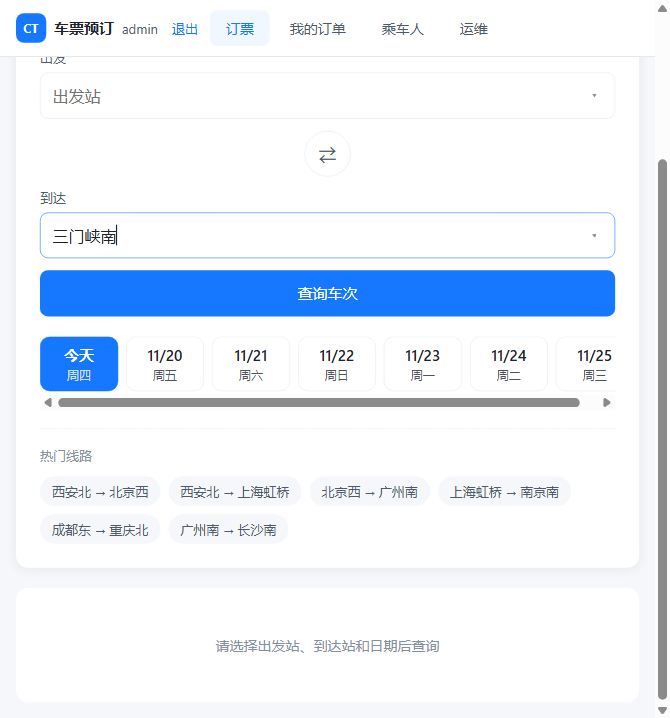 CT 车票预订 admin 退出 订票 我的订单 乘车人 运维
出发
出发站
到达
三门峡南
查询车次
今天 11/20 11/21 11/22 11/23 11/24 11/25
周四 周五 周六 周日 周一 周二 周三
热门线路
西安北 → 北京西 西安北 → 上海虹桥 北京西 → 广州南 上海虹桥 → 南京南
成都东 → 重庆北 广州南 → 长沙南
请选择出发站、到达站和日期后查询